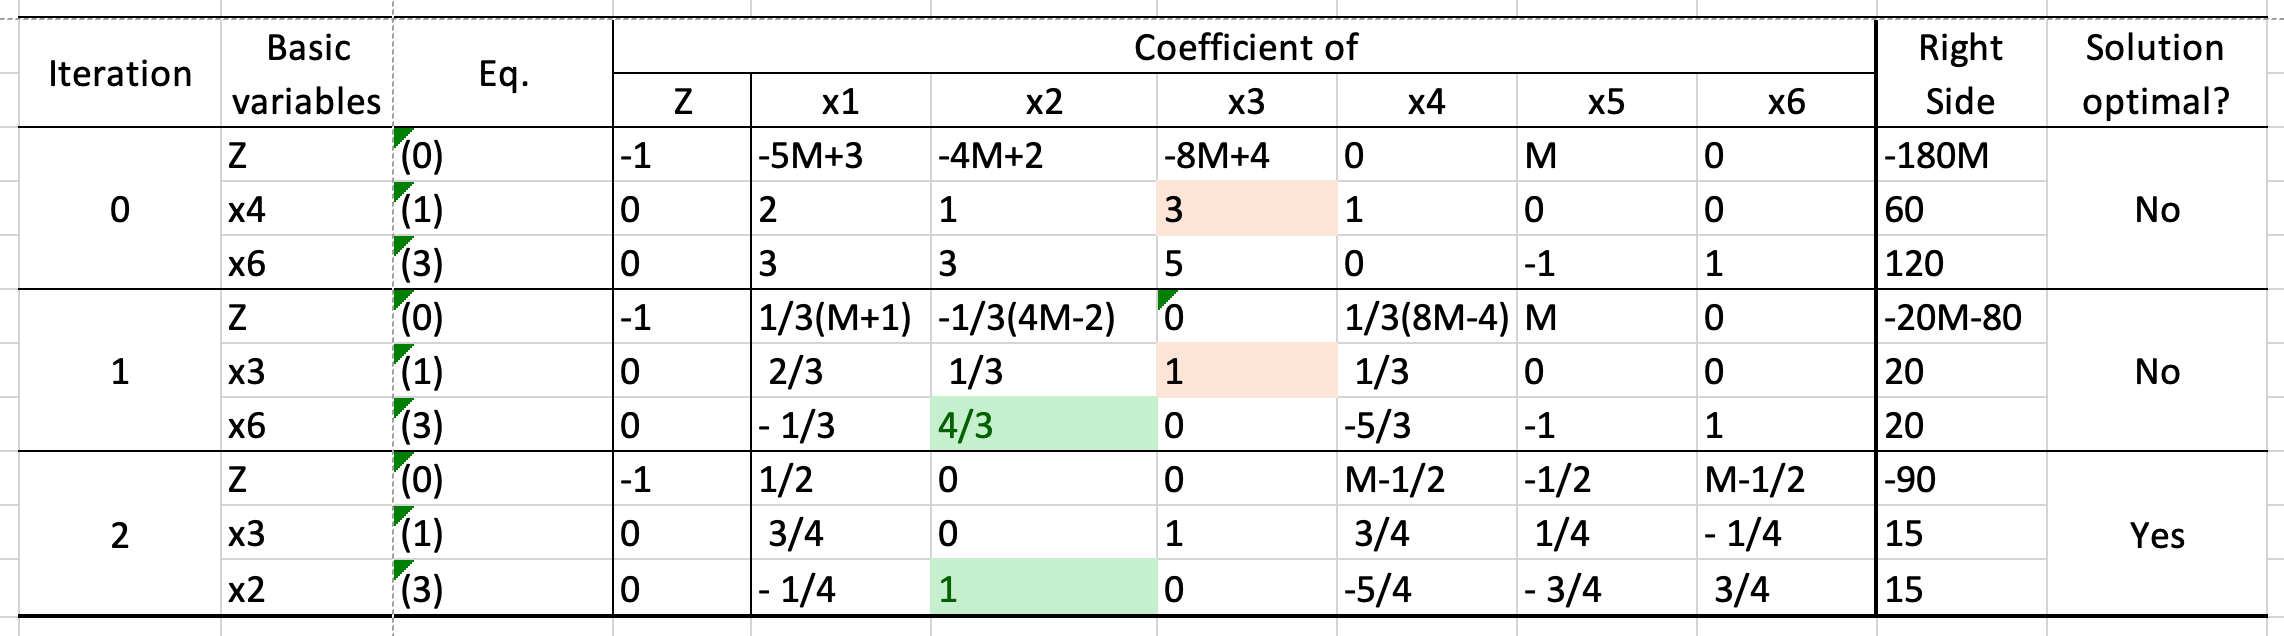 Iteration Basic variables Eq. Coefficient of Right Side Solution optimal?
Z x1 x2 x3 x4 x5 x6
Z (0) -1 -5M+3 -4M+2 -8M+4 0 M 0 -180M
0 x4 (1) 0 2 1 3 1 0 0 60 No
x6 (3) 0 3 3 5 0 -1 1 120
Z (0) -1 1/3(M+1) -1/3(4M-2) 0 1/3(8M-4) M 0 -20M-80
1 x3 (1) 0 2/3 1/3 1 1/3 0 0 20 No
x6 (3) 0 - 1/3 4/3 0 -5/3 -1 1 20
Z (0) -1 1/2 0 0 M-1/2 -1/2 M-1/2 -90
2 x3 (1) 0 3/4 0 1 3/4 1/4 - 1/4 15 Yes
x2 (3) 0 - 1/4 1 0 -5/4 - 3/4 3/4 15